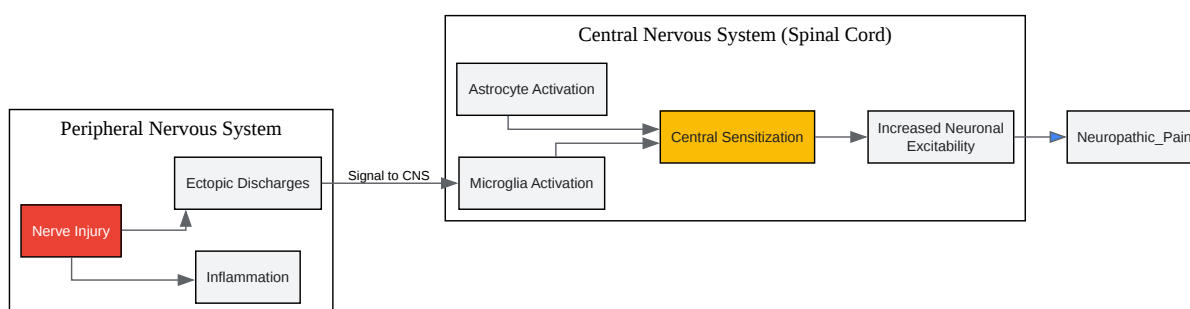 Central Nervous System (Spinal Cord)
Astrocyte Activation
Peripheral Nervous System
Central Sensitization
Increased Neuronal
Excitability
Neuropathic_Pain
Ectopic Discharges
Signal to CNS
Microglia Activation
Nerve Injury
Inflammation